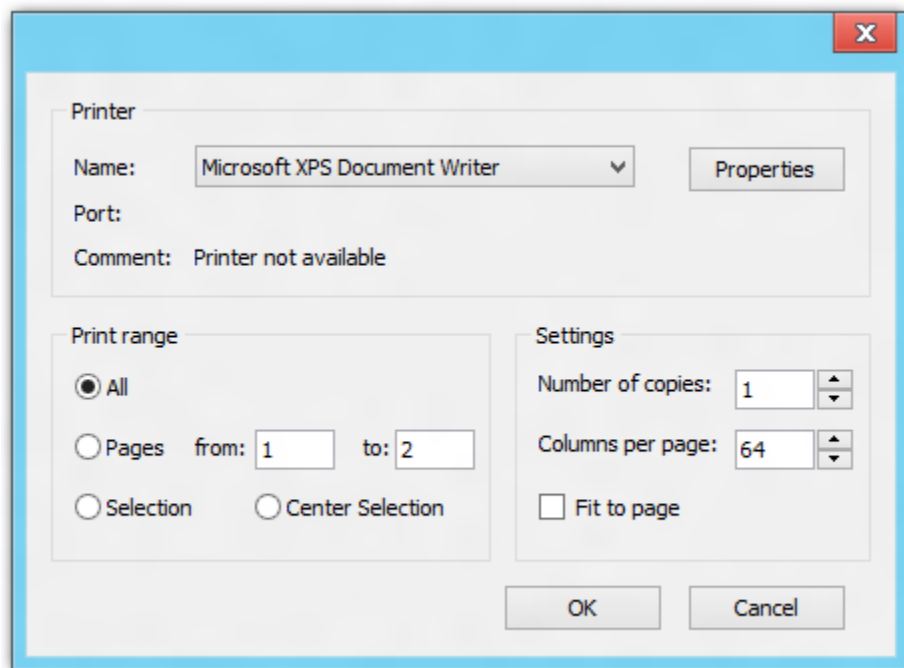 Printer
Name: Microsoft XPS Document Writer Properties
Port:
Comment: Printer not available
Print range
All
Pages from: 1 to: 2
Selection Center Selection
Settings
Number of copies: 1
Columns per page: 64
Fit to page
OK Cancel